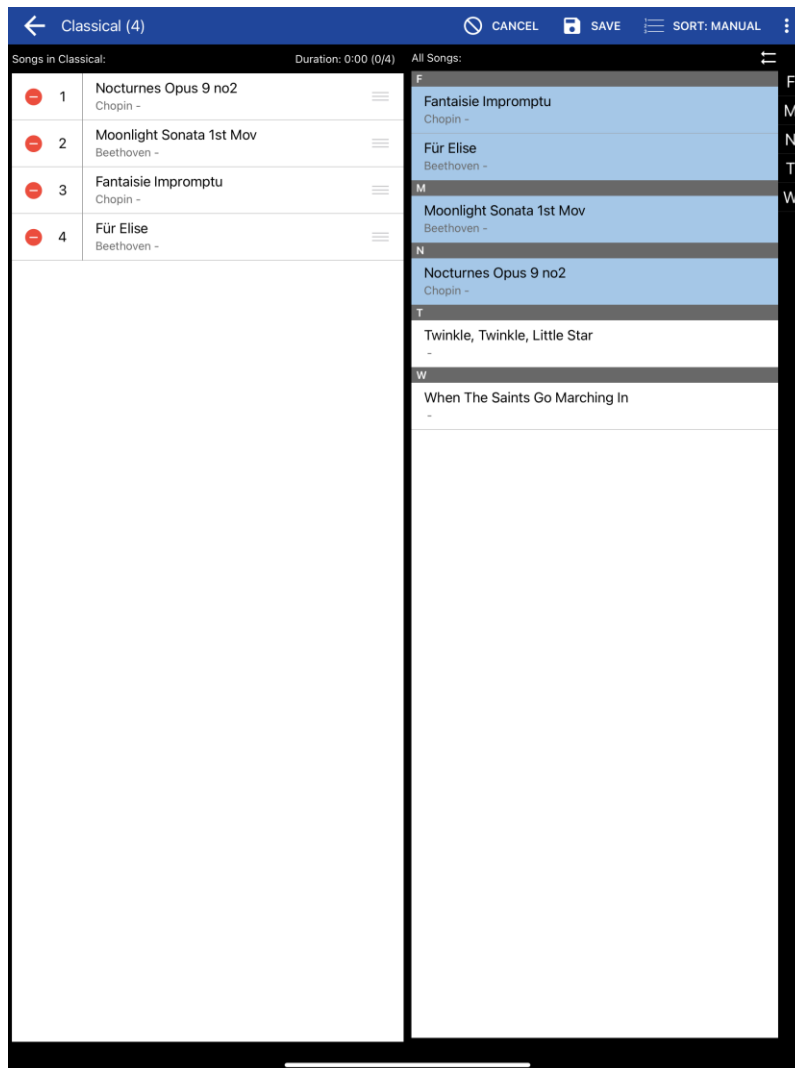 Classical (4)
CANCEL
SAVE
SORT: MANUAL
Songs in Classical:
Duration: 0:00 (0/4)
1
Nocturnes Opus 9 no2
Chopin -
2
Moonlight Sonata 1st Mov
Beethoven -
3
Fantaisie Impromptu
Chopin -
4
Für Elise
Beethoven -
All Songs:
F
Fantaisie Impromptu
Chopin -
Für Elise
Beethoven -
M
Moonlight Sonata 1st Mov
Beethoven -
N
Nocturnes Opus 9 no2
Chopin -
T
Twinkle, Twinkle, Little Star
-
W
When The Saints Go Marching In
-
F
M
N
T
W